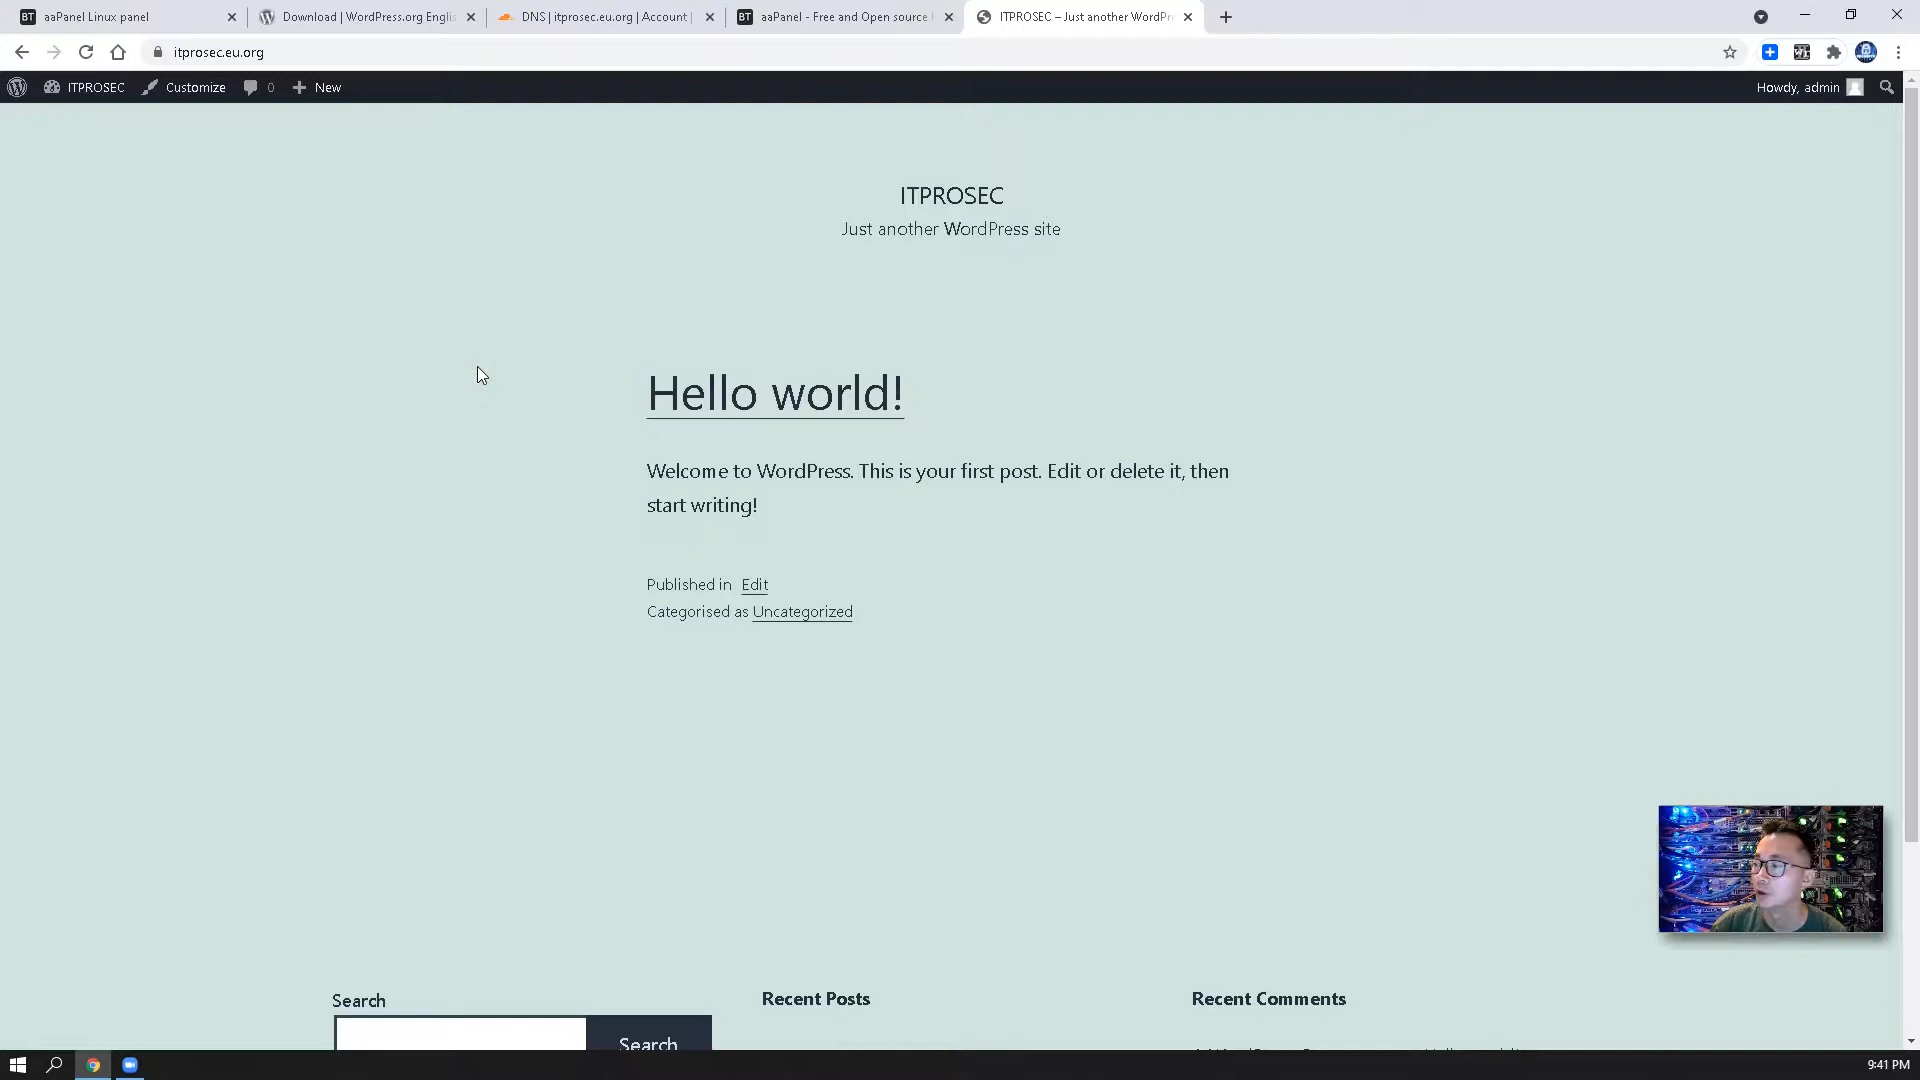 aaPanel Linux panel
Download | WordPress.org Englis
DNS | itprosec.eu.org | Account |
aaPanel - Free and Open source
ITPROSEC – Just another WordPr
itprosec.eu.org
ITPROSEC
Customize
0
New
Howdy, admin
ITPROSEC
Just another WordPress site
Hello world!
Welcome to WordPress. This is your first post. Edit or delete it, then
start writing!
Published in Edit
Categorised as Uncategorized
Search
Recent Posts
Recent Comments
Search
9:41 PM